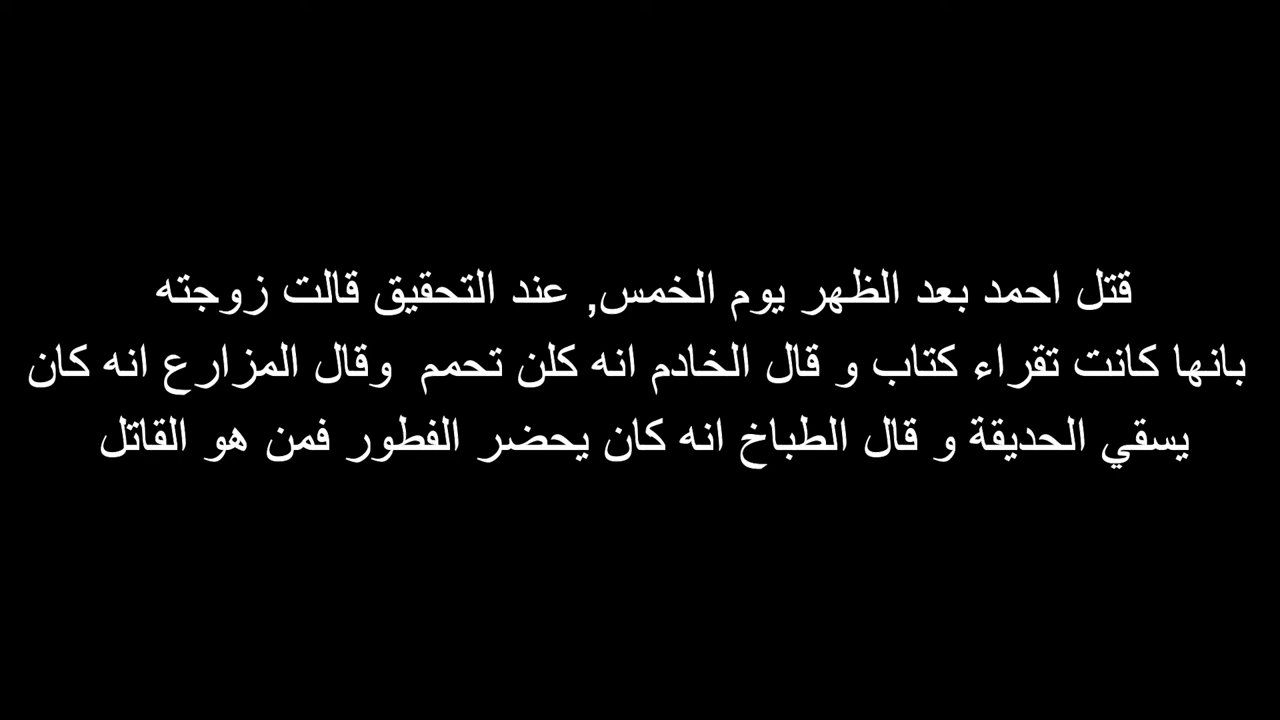 قتل احمد بعد الظهر يوم الخمس, عند التحقيق قالت زوجته
بانها كانت تقراء كتاب و قال الخادم انه كلن تحمم وقال المزارع انه كان
يسقي الحديقة و قال الطباخ انه كان يحضر الفطور فمن هو القاتل